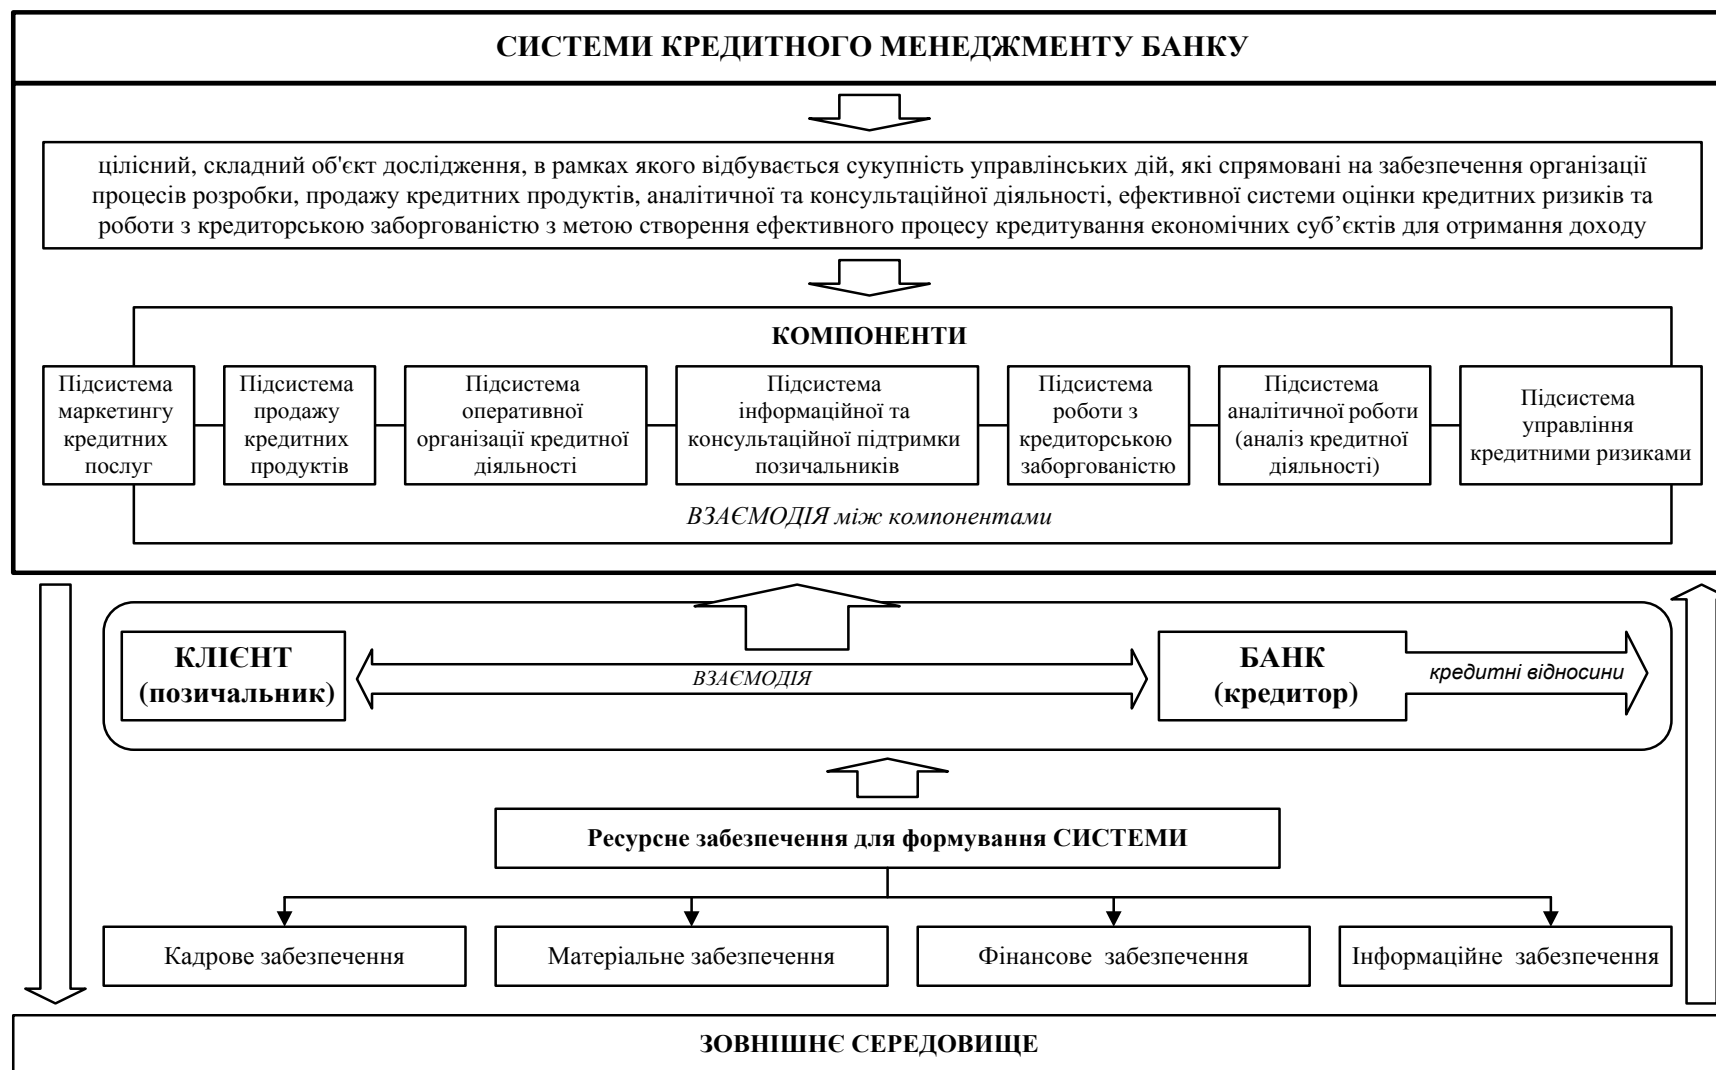 СИСТЕМИ КРЕДИТНОГО МЕНЕДЖМЕНТУ БАНКУ
цілісний, складний об'єкт дослідження, в рамках якого відбувається сукупність управлінських дій, які спрямовані на забезпечення організації
процесів розробки, продажу кредитних продуктів, аналітичної та консультаційної діяльності, ефективної системи оцінки кредитних ризиків та
роботи з кредиторською заборгованістю з метою створення ефективного процесу кредитування економічних суб’єктів для отримання доходу
КОМПОНЕНТИ
Підсистема
маркетингу
кредитних
послуг
Підсистема
продажу
кредитних
продуктів
Підсистема
оперативної
організації кредитної
діяльності
Підсистема
інформаційної та
консультаційної підтримки
позичальників
Підсистема
роботи з
кредиторською
заборгованістю
Підсистема
аналітичної роботи
(аналіз кредитної
діяльності)
Підсистема
управління
кредитними ризиками
ВЗАЄМОДІЯ між компонентами
КЛІЄНТ
(позичальник)
ВЗАЄМОДІЯ
БАНК
(кредитор)
кредитні відносини
Ресурсне забезпечення для формування СИСТЕМИ
Кадрове забезпечення
Матеріальне забезпечення
Фінансове забезпечення
Інформаційне забезпечення
ЗОВНІШНЄ СЕРЕДОВИЩЕ